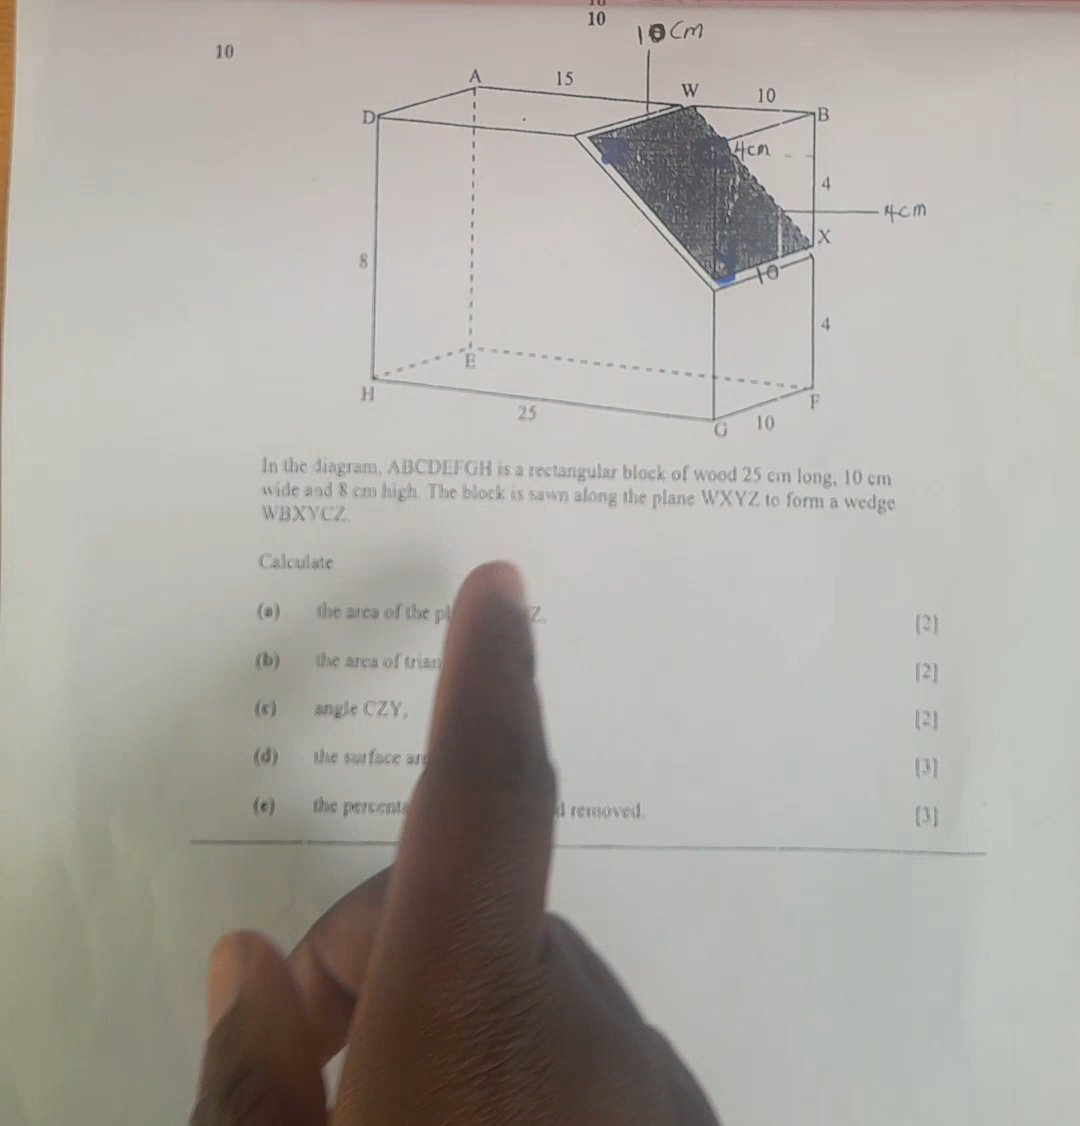 10
10
10 cm
A
15
W
10
D
B
4cm
4
4cm
X
10
8
4
E
H
25
G
10
F
In the diagram, ABCDEFGH is a rectangular block of wood 25 cm long, 10 cm
wide and 8 cm high. The block is sawn along the plane WXYZ to form a wedge
WBXYCZ.
Calculate
(a) the area of the Z, [2]
(b) the area of [2]
(c) angle CZY, [2]
(d) the surface [3]
(e) the removed. [3]